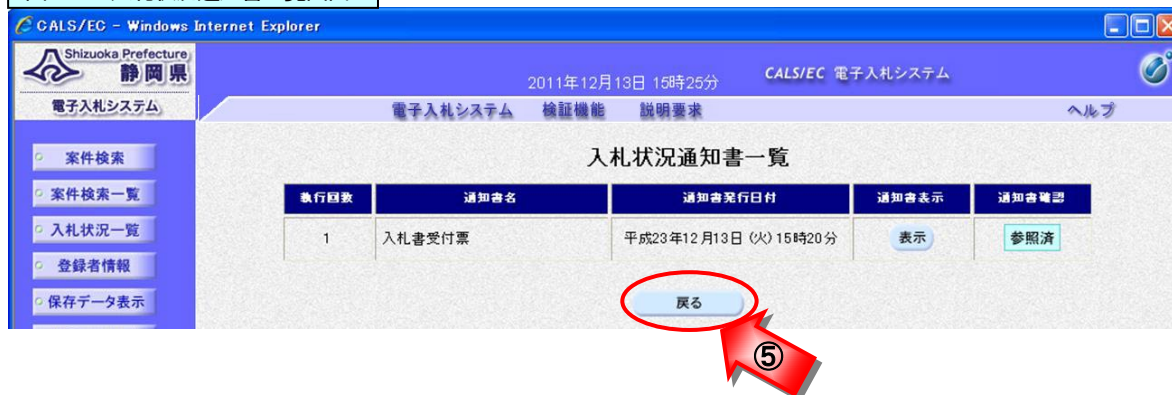 CALS/EC - Windows Internet Explorer
Shizuoka Prefecture
静岡県
2011年12月13日 15時25分
CALS/EC 電子入札システム
電子入札システム
電子入札システム 検証機能 説明要求 ヘルプ
案件検索
案件検索一覧
入札状況一覧
登録者情報
保存データ表示
入札状況通知書一覧
執行回数 通知書名 通知書発行日付 通知書表示 通知書確認
1 入札書受付票 平成23年12月13日 (火) 15時20分 表示 参照済
戻る
⑤